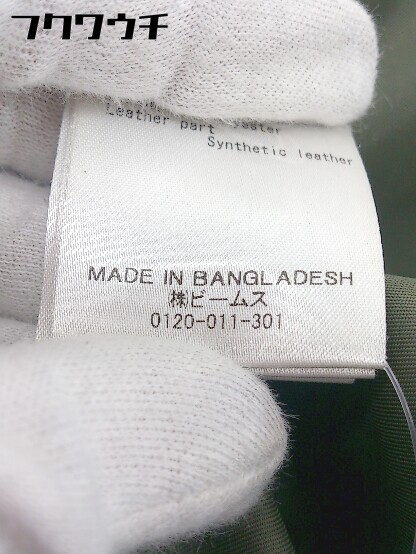 フクワウチ
Leather part
Synthetic leather
MADE IN BANGLADESH
㈱ビームス
0120-011-301